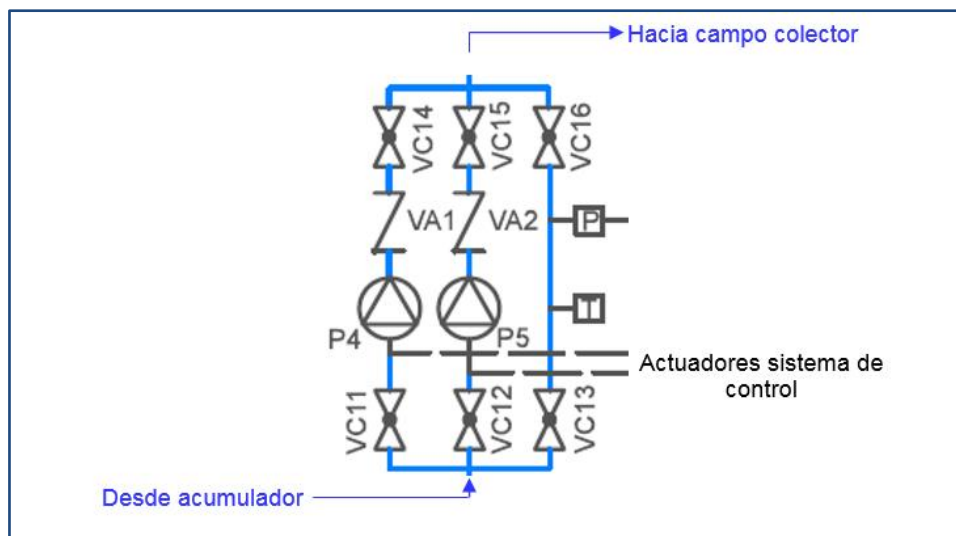 Hacia campo colector
VC14
VC15
VC16
VA1
VA2
P
T
P4
P5
Actuadores sistema de
control
VC11
VC12
VC13
Desde acumulador